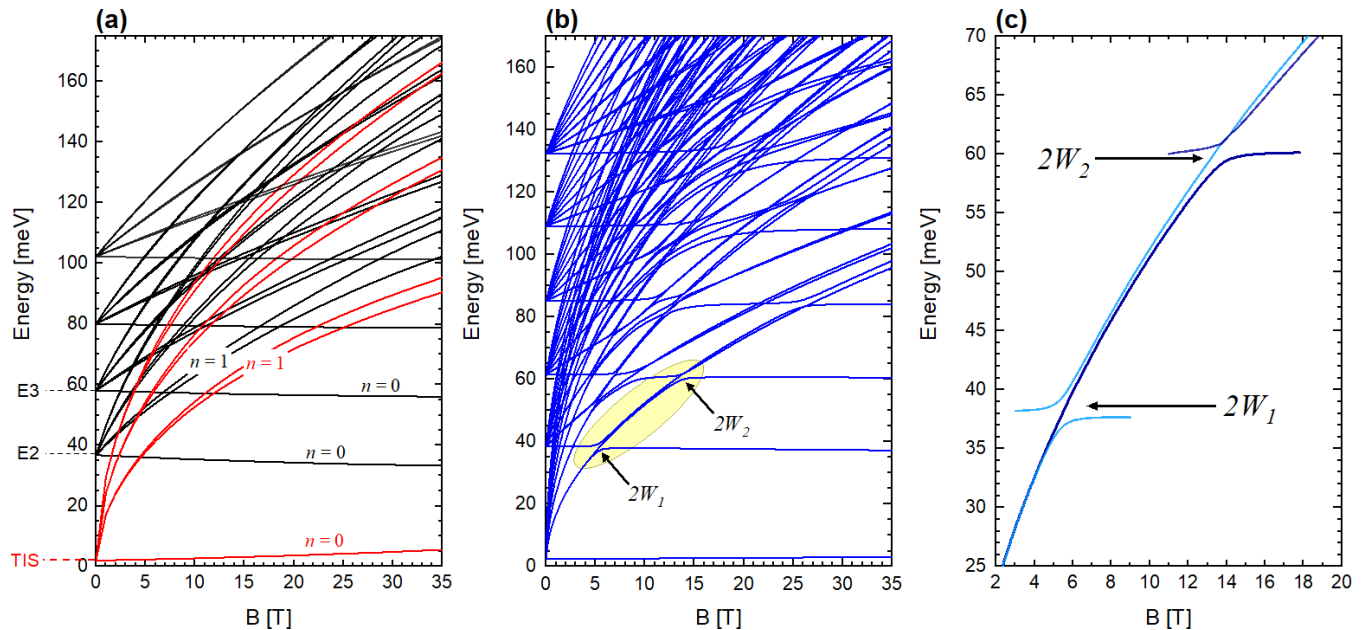 (a)
Energy [meV]
160
140
120
100
80
60
40
20
0
E3
E2
TIS
n = 1
n = 1
n = 0
n = 0
n = 0
0 5 10 15 20 25 30 35
B [T]
(b)
Energy [meV]
160
140
120
100
80
60
40
20
0
2W2
2W1
0 5 10 15 20 25 30 35
B [T]
(c)
Energy [meV]
70
65
60
55
50
45
40
35
30
25
2W2
2W1
2 4 6 8 10 12 14 16 18 20
B [T]